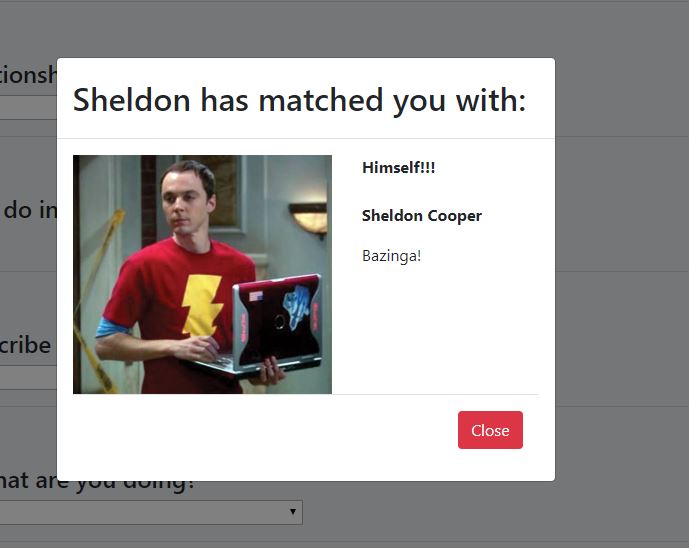 tionsh
Sheldon has matched you with:
Himself!!!
do in
Sheldon Cooper
Bazinga!
cribe
Close
hat are you doing?